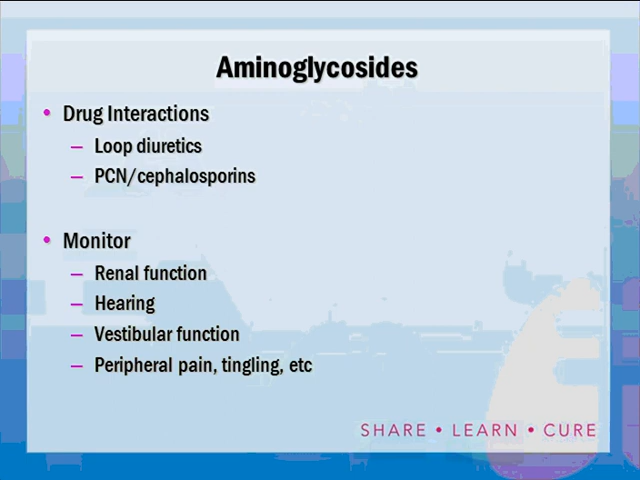 Aminoglycosides
• Drug Interactions
– Loop diuretics
– PCN/cephalosporins
• Monitor
– Renal function
– Hearing
– Vestibular function
– Peripheral pain, tingling, etc
SHARE • LEARN • CURE